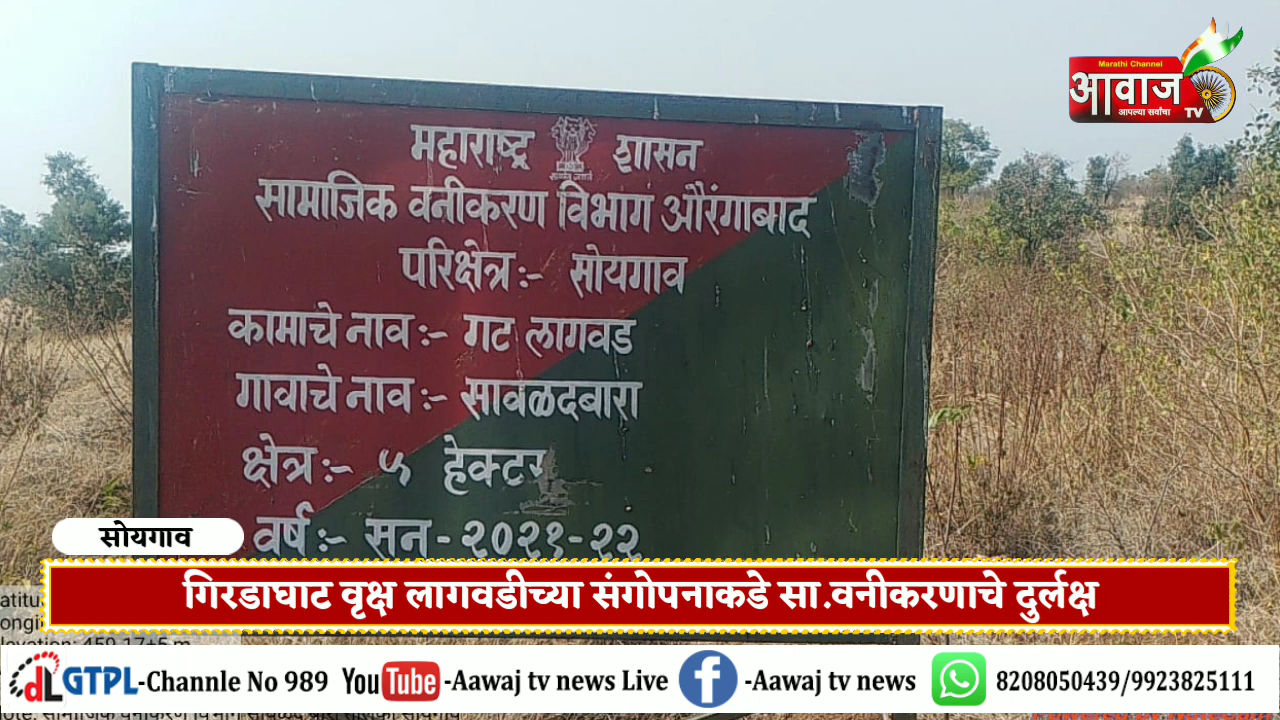 Marathi Channel
आवाज
आपल्या सर्वांचा
TV
महाराष्ट्र शासन
सामाजिक वनीकरण विभाग औरंगाबाद
परिक्षेत्र:- सोयगाव
कामाचे नाव:- गट लागवड
गावाचे नाव:- सावळदबारा
क्षेत्र:- ५ हेक्टर
वर्ष:- सन-२०२१-२२
सोयगाव
गिरडाघाट वृक्ष लागवडीच्या संगोपनाकडे सा.वनीकरणाचे दुर्लक्ष
dL GTPL-Channle No 989 YouTube-Aawaj tv news Live f -Aawaj tv news 8208050439/9923825111